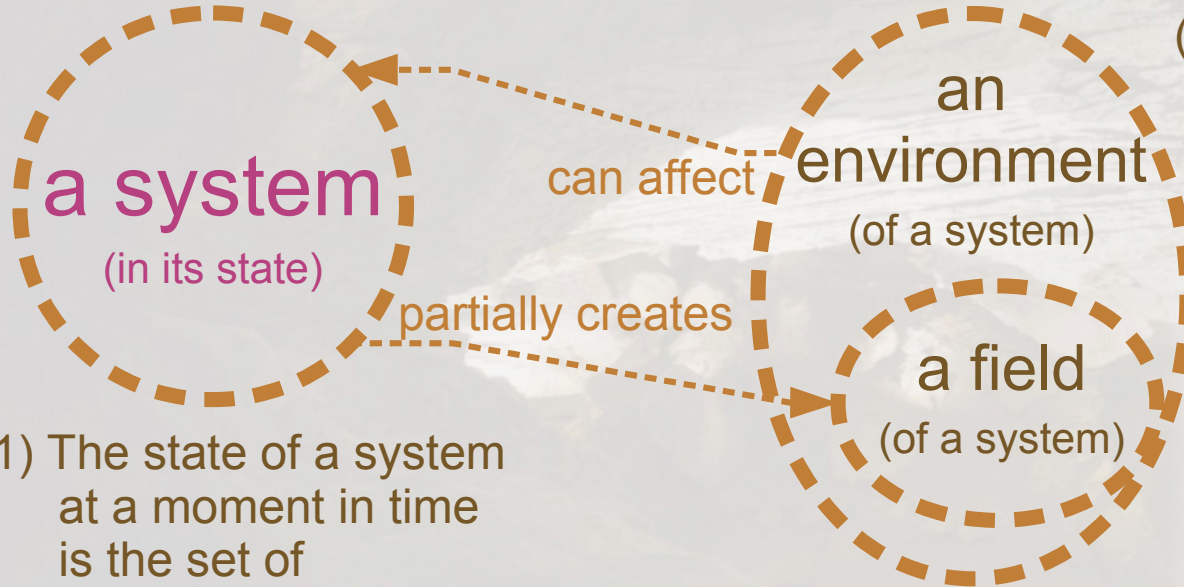 a system
(in its state)
can affect
partially creates
an
environment
(of a system)
a field
(of a system)
1) The state of a system
at a moment in time
is the set of
(